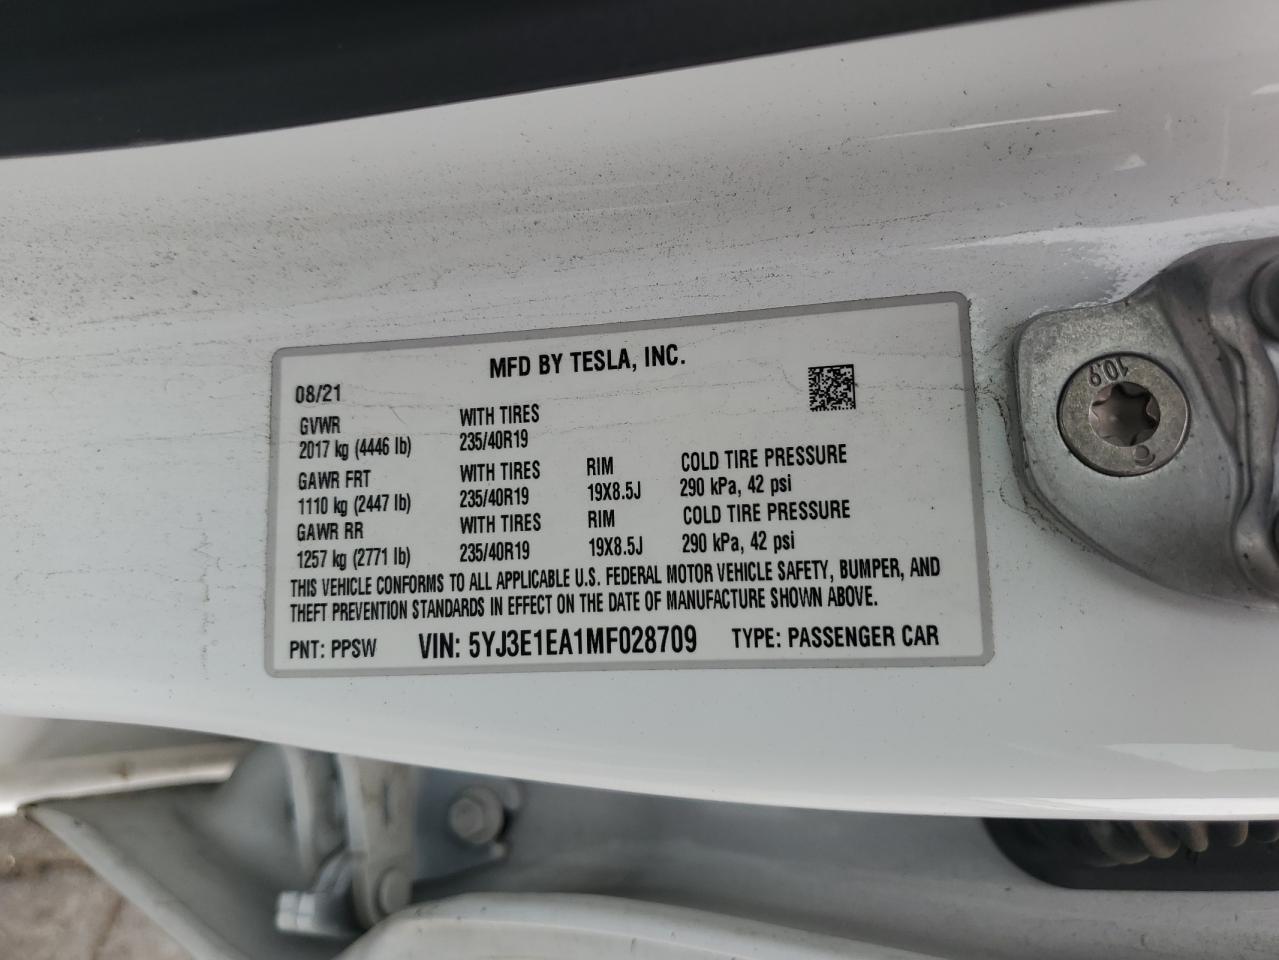 MFD BY TESLA, INC.
08/21
GVWR WITH TIRES
2017 kg (4446 lb) 235/40R19
GAWR FRT WITH TIRES RIM COLD TIRE PRESSURE
1110 kg (2447 lb) 235/40R19 19X8.5J 290 kPa, 42 psi
GAWR RR WITH TIRES RIM COLD TIRE PRESSURE
1257 kg (2771 lb) 235/40R19 19X8.5J 290 kPa, 42 psi
THIS VEHICLE CONFORMS TO ALL APPLICABLE U.S. FEDERAL MOTOR VEHICLE SAFETY, BUMPER, AND
THEFT PREVENTION STANDARDS IN EFFECT ON THE DATE OF MANUFACTURE SHOWN ABOVE.
PNT: PPSW VIN: 5YJ3E1EA1MF028709 TYPE: PASSENGER CAR
10.9